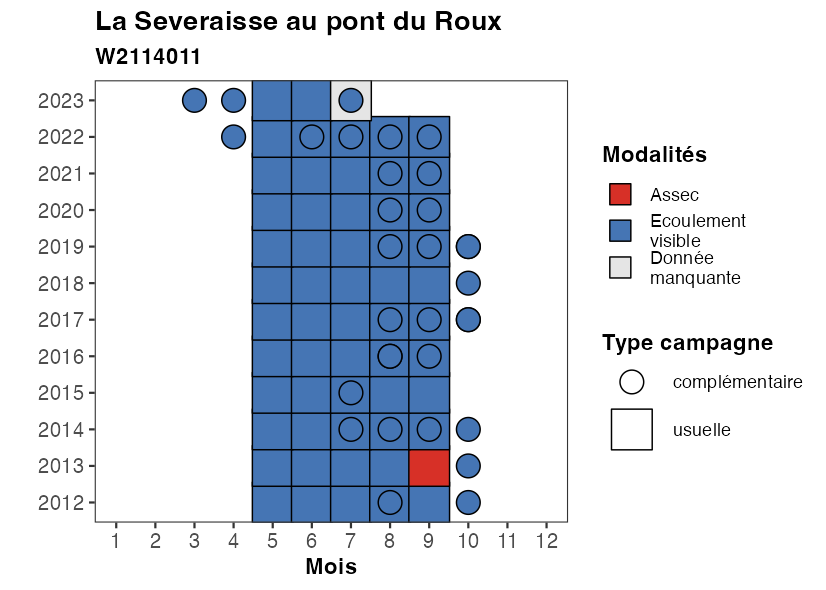 La Severaisse au pont du Roux
W2114011
2023
2022
2021
2020
2019
2018
2017
2016
2015
2014
2013
2012
1 2 3 4 5 6 7 8 9 10 11 12
Mois
Modalités
Assec
Ecoulement
visible
Donnée
manquante
Type campagne
complémentaire
usuelle